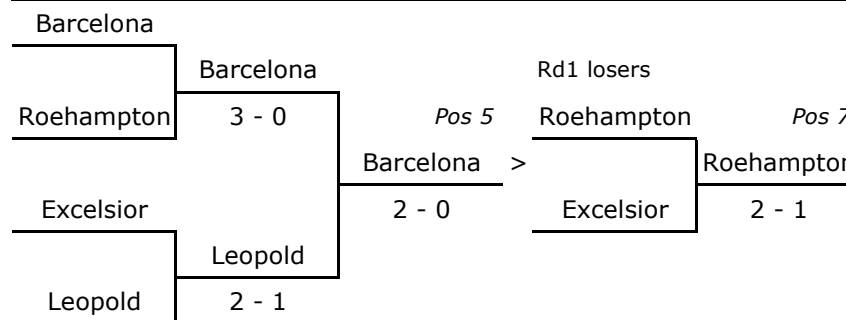 Barcelona
Barcelona Rd1 losers
Roehampton 3 - 0 Pos 5 Roehampton Pos 7
Barcelona > Roehampton
Excelsior 2 - 0 Excelsior 2 - 1
Leopold
Leopold 2 - 1